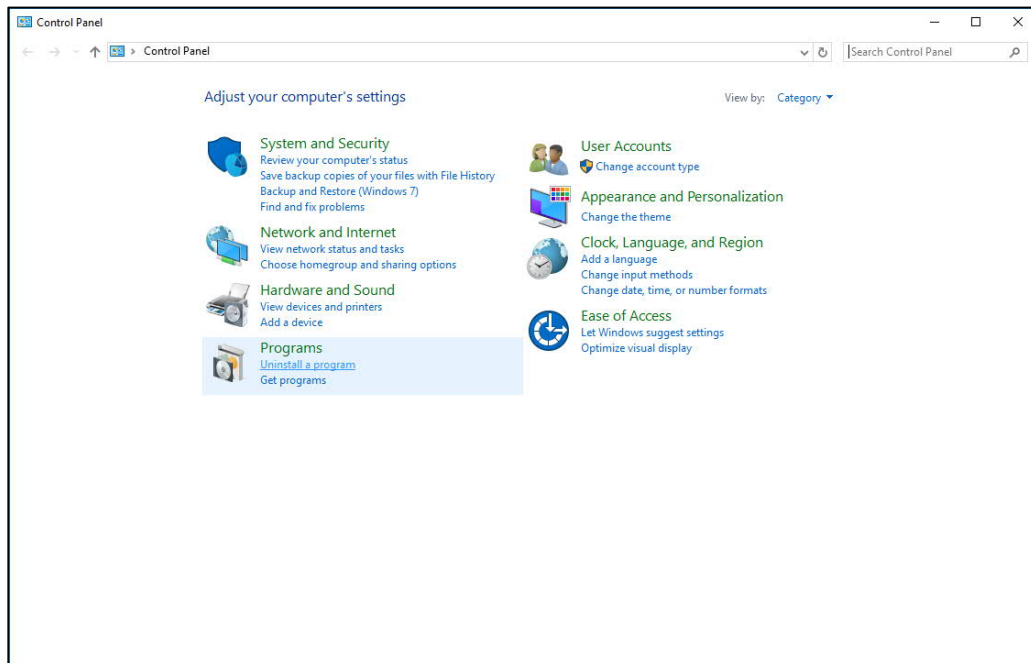 Control Panel
Control Panel
Search Control Panel
Adjust your computer's settings
View by: Category
System and Security
Review your computer's status
Save backup copies of your files with File History
Backup and Restore (Windows 7)
Find and fix problems
Network and Internet
View network status and tasks
Choose homegroup and sharing options
Hardware and Sound
View devices and printers
Add a device
Programs
Uninstall a program
Get programs
User Accounts
Change account type
Appearance and Personalization
Change the theme
Clock, Language, and Region
Add a language
Change input methods
Change date, time, or number formats
Ease of Access
Let Windows suggest settings
Optimize visual display